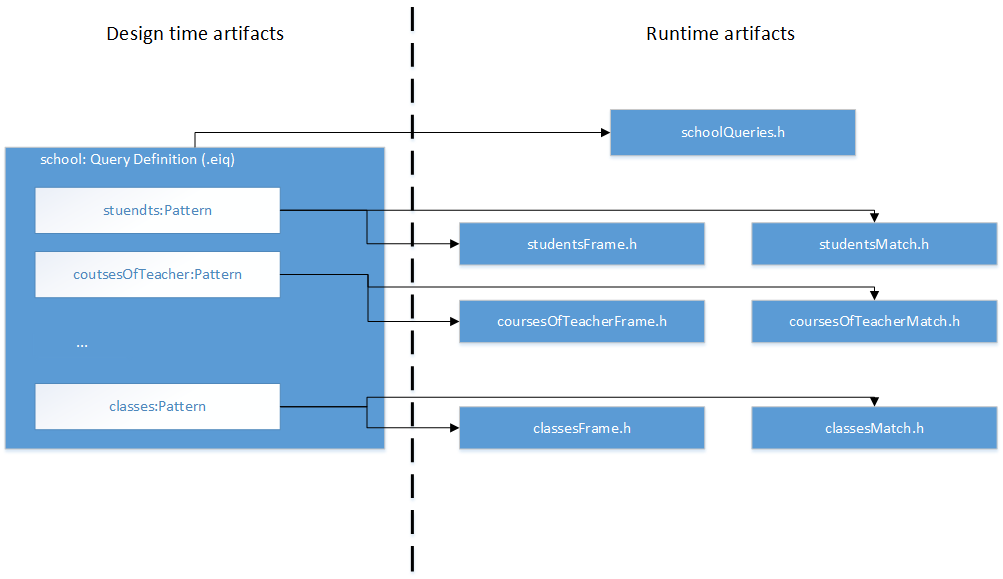 Design time artifacts
Runtime artifacts
schoolQueries.h
school: Query Definition (.eiq)
stuendts:Pattern
studentsFrame.h
studentsMatch.h
coutsesOfTeacher:Pattern
coursesOfTeacherFrame.h
coursesOfTeacherMatch.h
...
classes:Pattern
classesFrame.h
classesMatch.h